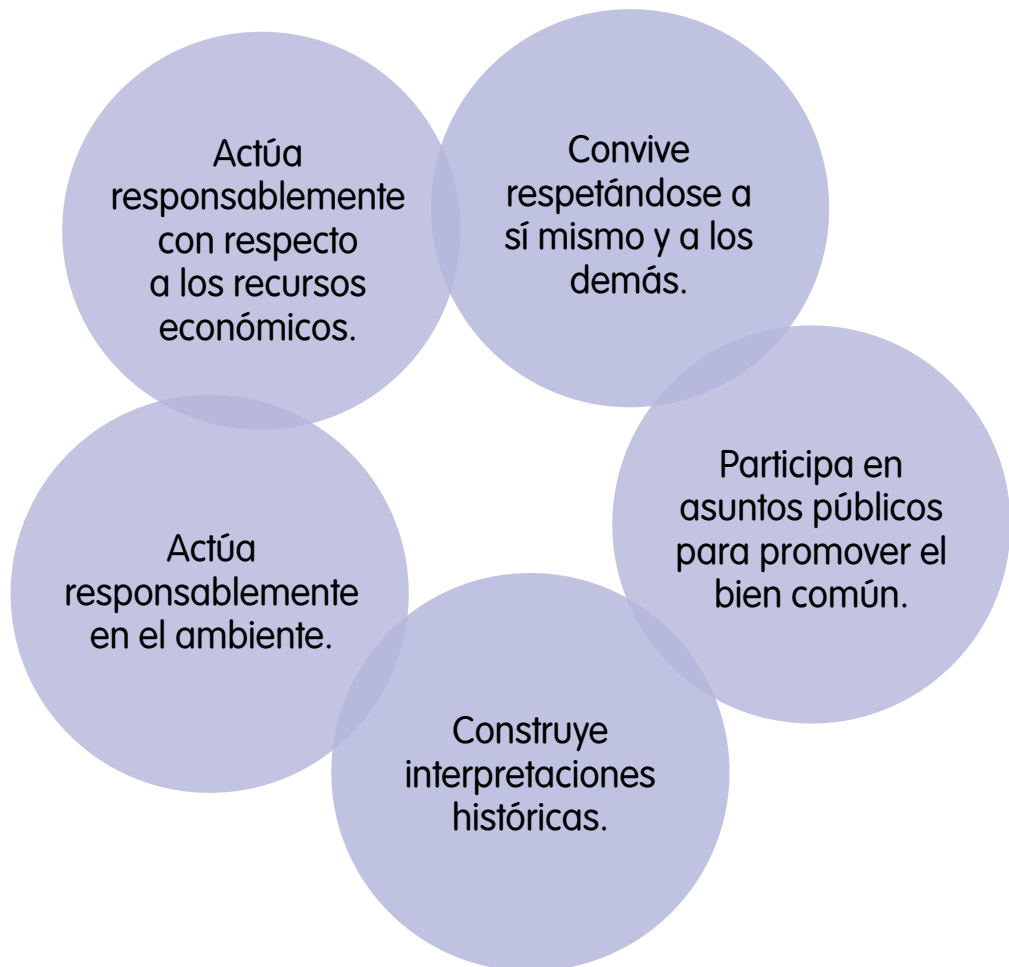 Actúa
responsablemente
con respecto
a los recursos
económicos.
Convive
respetándose a
sí mismo y a los
demás.
Participa en
asuntos públicos
para promover el
bien común.
Construye
interpretaciones
históricas.
Actúa
responsablemente
en el ambiente.